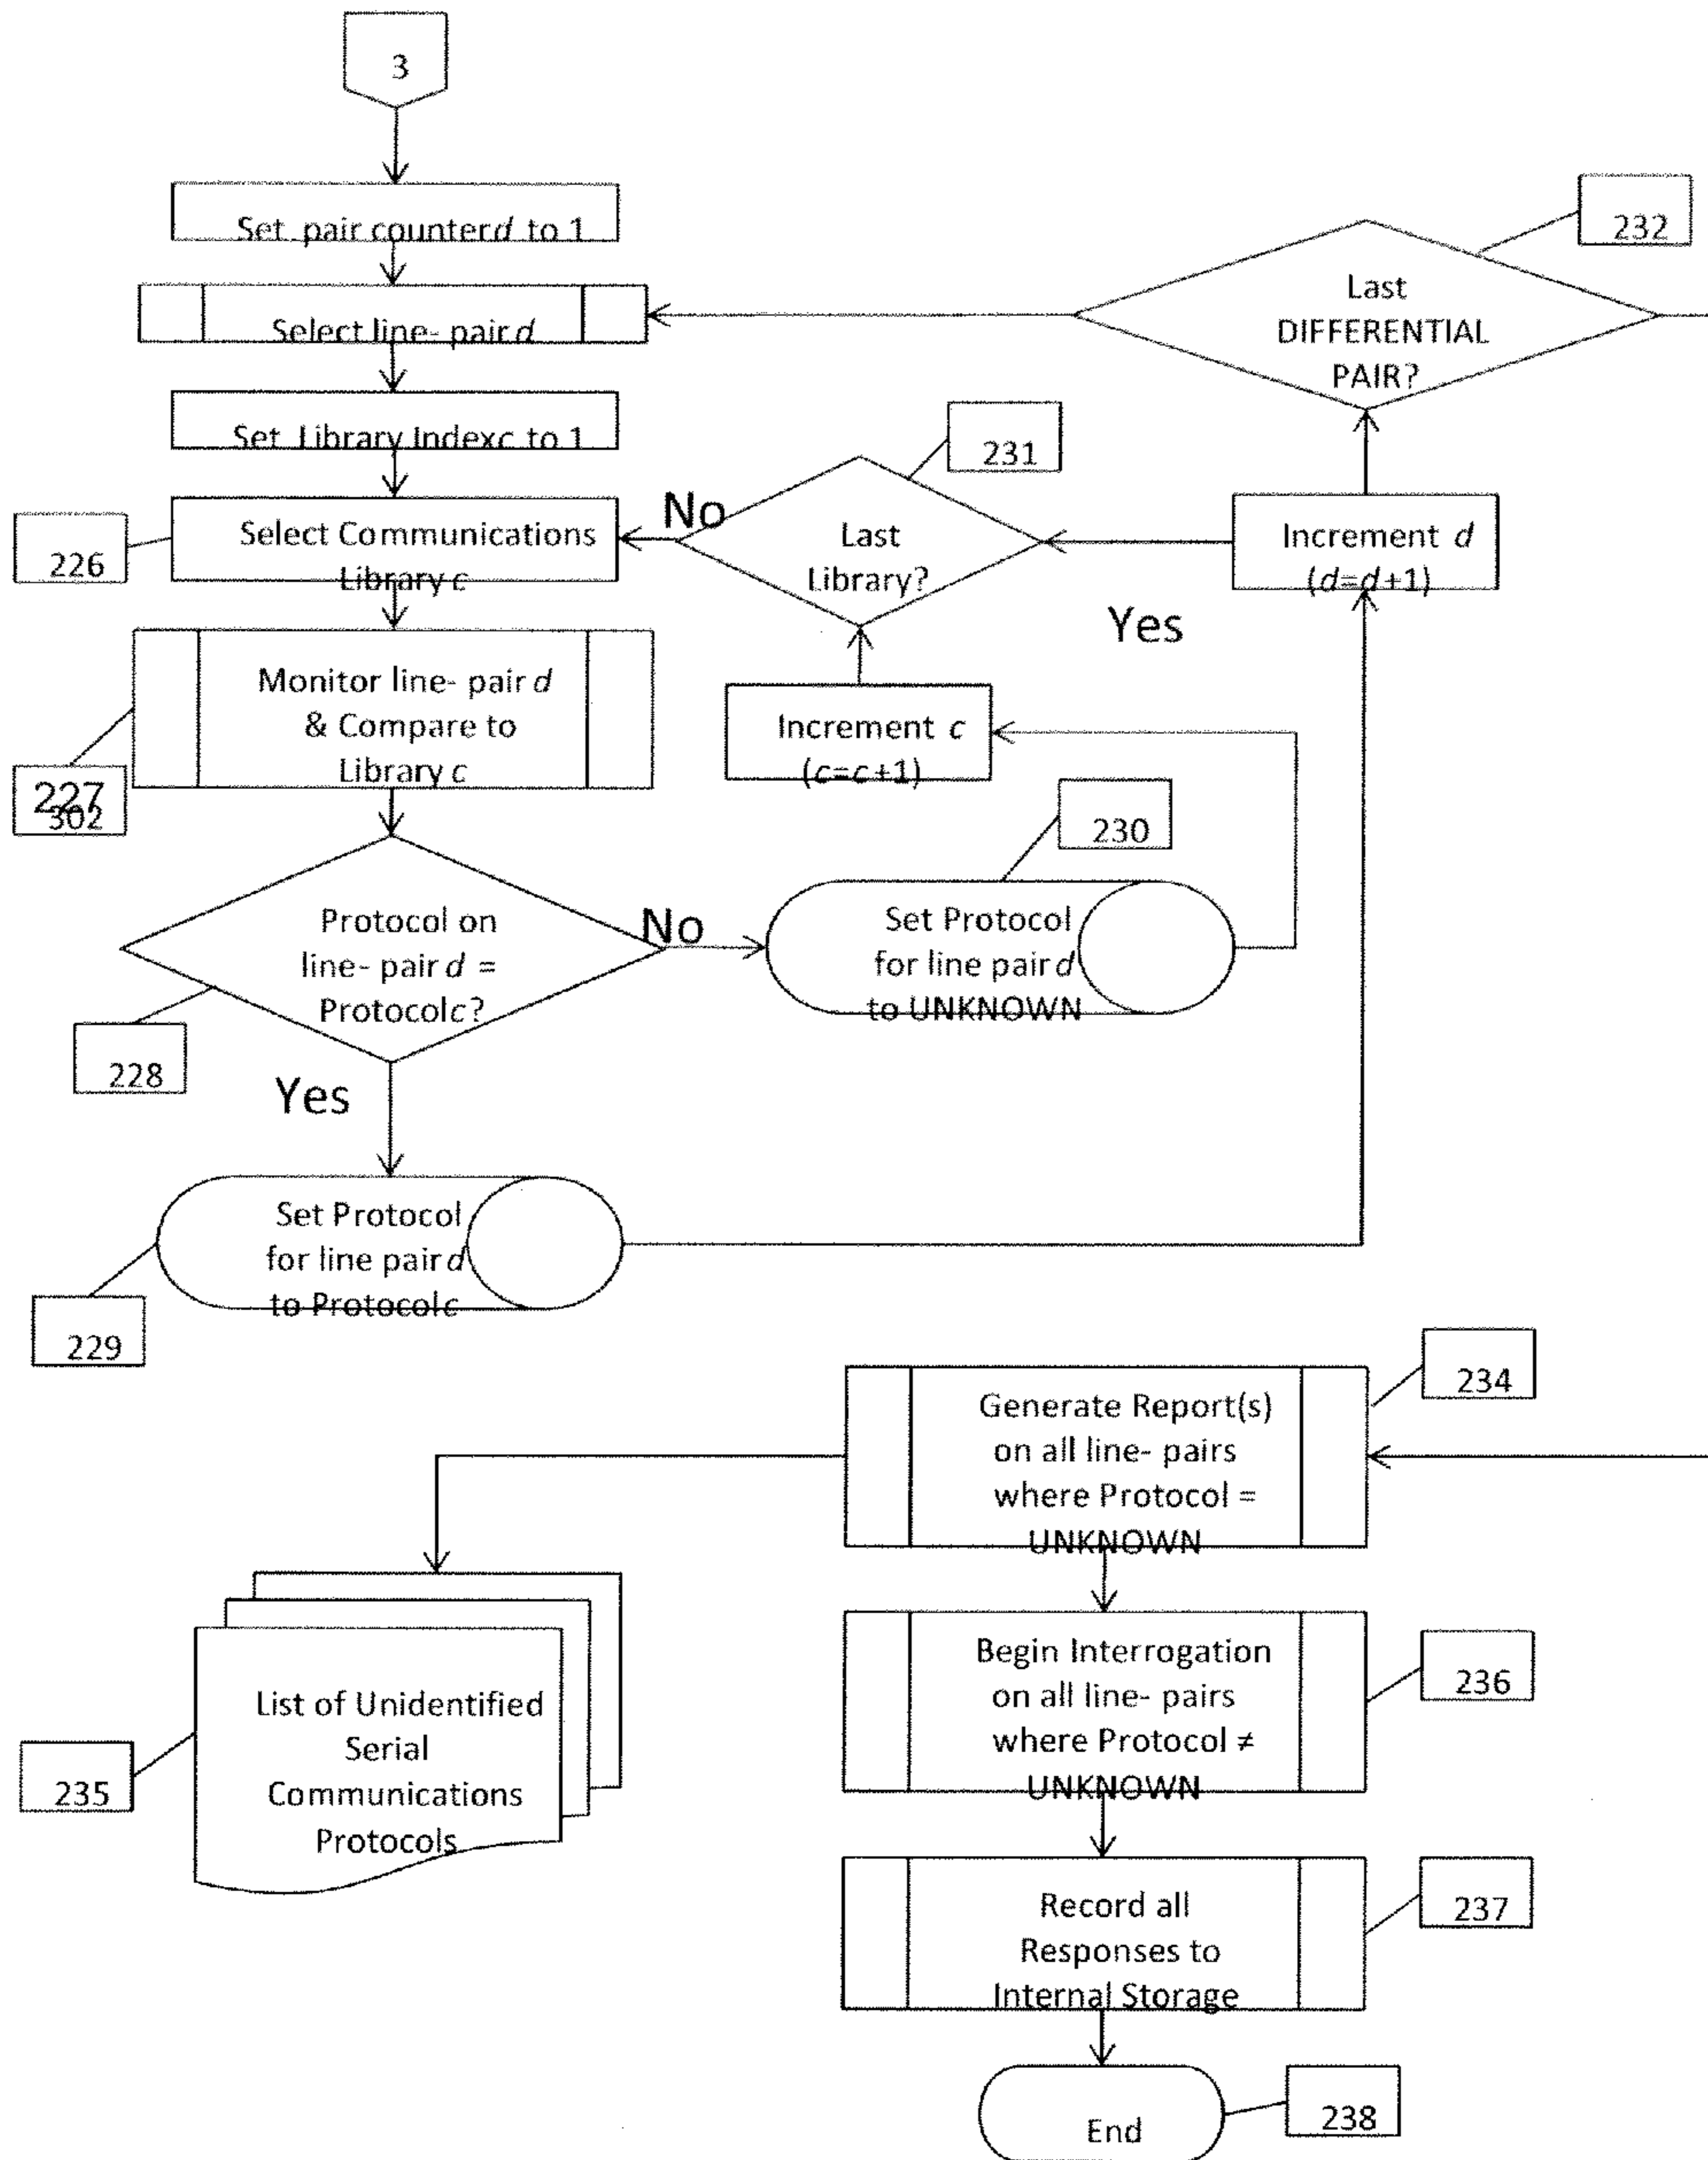 3
Set pair counter d to 1
Select line- pair d
Set Library Index c to 1
226
Select Communications
Library c
No
Last
Library?
231
Increment d
(d=d+1)
Last
DIFFERENTIAL
PAIR?
232
Yes
Monitor line- pair d
& Compare to
Library c
227
302
Increment c
(c=c+1)
230
Protocol on
line- pair d =
Protocol c?
228
No
Set Protocol
for line pair d
to UNKNOWN
Yes
Set Protocol
for line pair d
to Protocol c
229
234
Generate Report(s)
on all line- pairs
where Protocol =
UNKNOWN
Begin Interrogation
on all line- pairs
where Protocol ≠
UNKNOWN
236
List of Unidentified
Serial
Communications
Protocols
235
Record all
Responses to
Internal Storage
237
End
238